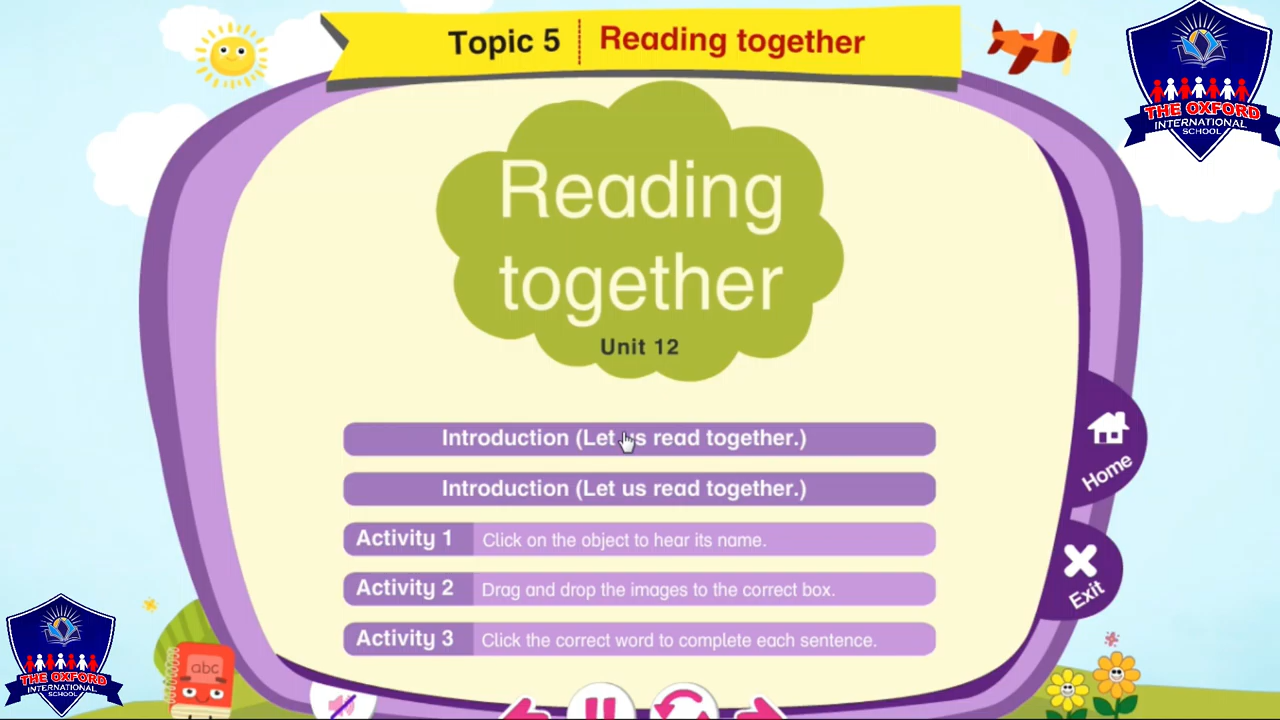 Topic 5 Reading together
THE OXFORD
INTERNATIONAL
SCHOOL
Reading
together
Unit 12
Introduction (Let us read together.)
Introduction (Let us read together.)
Activity 1 Click on the object to hear its name.
Activity 2 Drag and drop the images to the correct box.
Activity 3 Click the correct word to complete each sentence.
Home
Exit
abc
THE OXFORD
INTERNATIONAL
SCHOOL